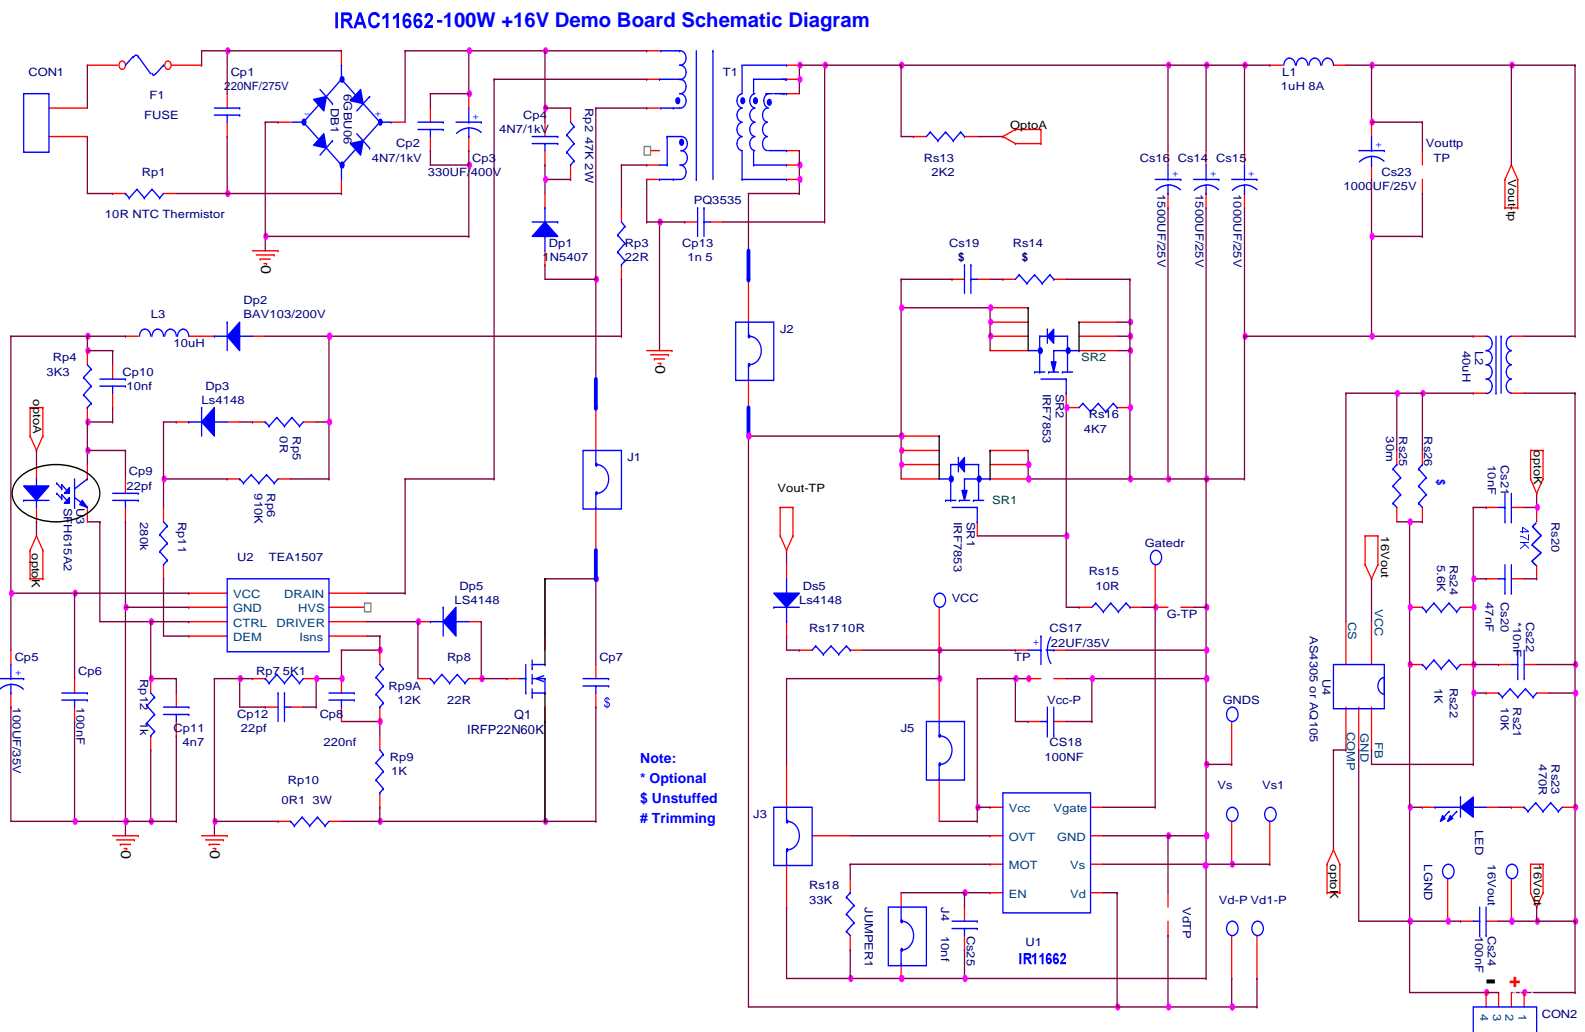 IRAC11662-100W +16V Demo Board Schematic Diagram
CON1
F1
FUSE
Cp1
220NF/275V
Rp1
10R NTC Thermistor
6GBU06
DB1
Cp2
4N7/1kV
Cp3
330UF/400V
Cp4
4N7/1kV
Rp2 47K 2W
Dp1
1N5407
T1
PQ3535
Cp13
1n 5
Rp3
22R
0
0
OptoA
Rs13
2K2
L1
1uH 8A
Cs16
1500UF/25V
Cs14
1500UF/25V
Cs15
1000UF/25V
Vouttp
TP
Cs23
1000UF/25V
Vout-tp
Cs19
$
Rs14
$
SR2
SR2
IRF7853
Rs16
4K7
SR1
SR1
IRF7853
J2
J1
L2
40uH
Dp2
BAV103/200V
L3
10uH
Rp4
3K3
Cp10
10nf
Dp3
Ls4148
Rp5
0R
Rp6
910K
optoA
U3
SFH615A2
optoK
Cp9
22pf
Rp11
280k
U2 TEA1507
VCC
GND
CTRL
DEM
DRAIN
HVS
DRIVER
Isns
Dp5
LS4148
Rp8
22R
Q1
IRFP22N60K
Cp7
$
Cp5
100UF/35V
Cp6
100nF
Rp12
1k
Cp11
4n7
Rp7 5K1
Cp12
22pf
Cp8
220nf
Rp9A
12K
Rp9
1K
Rp10
0R1 3W
0
0
Note:
* Optional
$ Unstuffed
# Trimming
Vout-TP
Ds5
Ls4148
Rs17 10R
VCC
Gatedr
Rs15
10R
G-TP
CS17
22UF/35V
TP
Vcc-P
CS18
100NF
J5
J3
GNDS
Vs
Vs1
Vcc
OVT
MOT
EN
Vgate
GND
Vs
Vd
U1
IR11662
Rs18
33K
JUMPER1
J4
10nf
Cs25
VdTP
Vd-P
Vd1-P
Rs25
30m
Rs26
$
Cs21
10nF
optoK
Rs20
47K
Rs24
5.6K
Cs20
47nF
Cs22
*10nF
Rs22
1K
Rs21
10K
16Vout
CS
VCC
U4
AS4305 or AQ105
COMP
GND
FB
optoK
Rs23
470R
LED
LGND
16Vout
16Vout
Cs24
100nF
- +
4 3 2 1
CON2